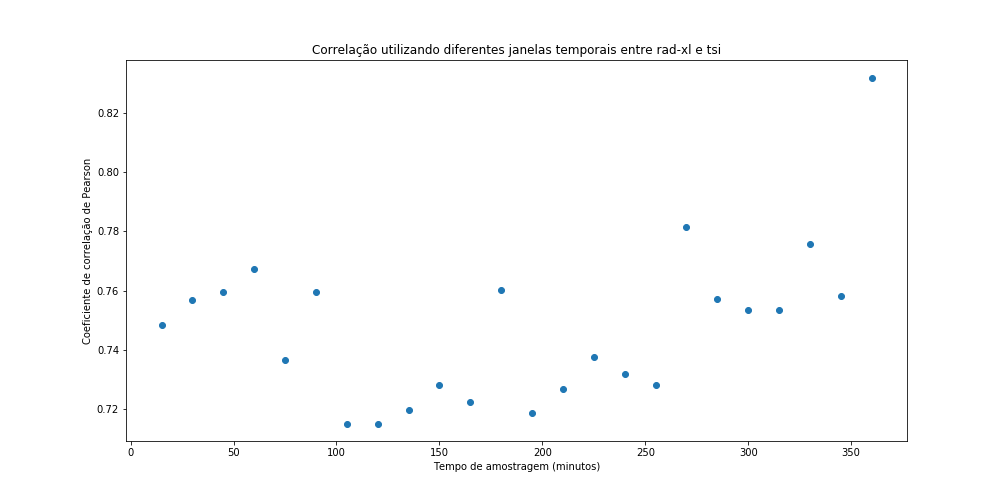 Correlação utilizando diferentes janelas temporais entre rad-xl e tsi
Coeficiente de correlação de Pearson
0.82
0.80
0.78
0.76
0.74
0.72
0 50 100 150 200 250 300 350
Tempo de amostragem (minutos)